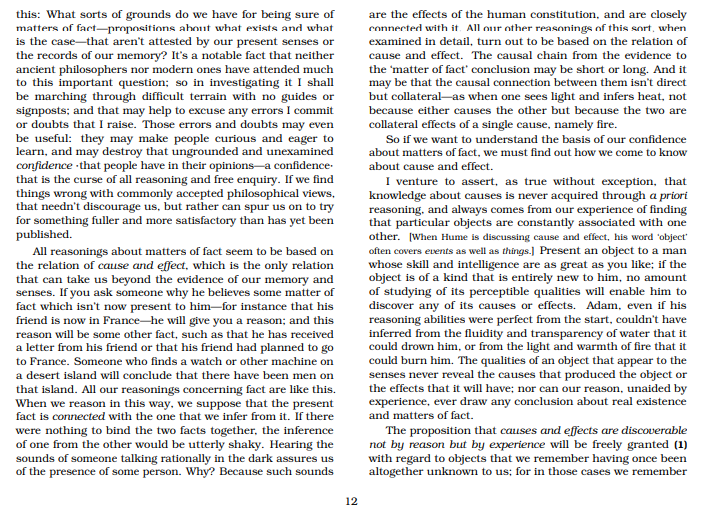 this: What sorts of grounds do we have for being sure of
matters of fact—propositions about what exists and what
is the case—that aren't attested by our present senses or
the records of our memory? It's a notable fact that neither
ancient philosophers nor modern ones have attended much
to this important question; so in investigating it I shall
be marching through difficult terrain with no guides or
signposts; and that may help to excuse any errors I commit
or doubts that I raise. Those errors and doubts may even
be useful: they may make people curious and eager to
learn, and may destroy that ungrounded and unexamined
confidence ·that people have in their opinions—a confidence·
that is the curse of all reasoning and free enquiry. If we find
things wrong with commonly accepted philosophical views,
that needn't discourage us, but rather can spur us on to try
for something fuller and more satisfactory than has yet been
published.
All reasonings about matters of fact seem to be based on
the relation of cause and effect, which is the only relation
that can take us beyond the evidence of our memory and
senses. If you ask someone why he believes some matter of
fact which isn't now present to him—for instance that his
friend is now in France—he will give you a reason; and this
reason will be some other fact, such as that he has received
a letter from his friend or that his friend had planned to go
to France. Someone who finds a watch or other machine on
a desert island will conclude that there have been men on
that island. All our reasonings concerning fact are like this.
When we reason in this way, we suppose that the present
fact is connected with the one that we infer from it. If there
were nothing to bind the two facts together, the inference
of one from the other would be utterly shaky. Hearing the
sounds of someone talking rationally in the dark assures us
of the presence of some person. Why? Because such sounds
are the effects of the human constitution, and are closely
connected with it. All our other reasonings of this sort, when
examined in detail, turn out to be based on the relation of
cause and effect. The causal chain from the evidence to
the 'matter of fact' conclusion may be short or long. And it
may be that the causal connection between them isn't direct
but collateral—as when one sees light and infers heat, not
because either causes the other but because the two are
collateral effects of a single cause, namely fire.
So if we want to understand the basis of our confidence
about matters of fact, we must find out how we come to know
about cause and effect.
I venture to assert, as true without exception, that
knowledge about causes is never acquired through a priori
reasoning, and always comes from our experience of finding
that particular objects are constantly associated with one
other. [When Hume is discussing cause and effect, his word 'object'
often covers events as well as things.] Present an object to a man
whose skill and intelligence are as great as you like; if the
object is of a kind that is entirely new to him, no amount
of studying of its perceptible qualities will enable him to
discover any of its causes or effects. Adam, even if his
reasoning abilities were perfect from the start, couldn't have
inferred from the fluidity and transparency of water that it
could drown him, or from the light and warmth of fire that it
could burn him. The qualities of an object that appear to the
senses never reveal the causes that produced the object or
the effects that it will have; nor can our reason, unaided by
experience, ever draw any conclusion about real existence
and matters of fact.
The proposition that causes and effects are discoverable
not by reason but by experience will be freely granted (1)
with regard to objects that we remember having once been
altogether unknown to us; for in those cases we remember
12